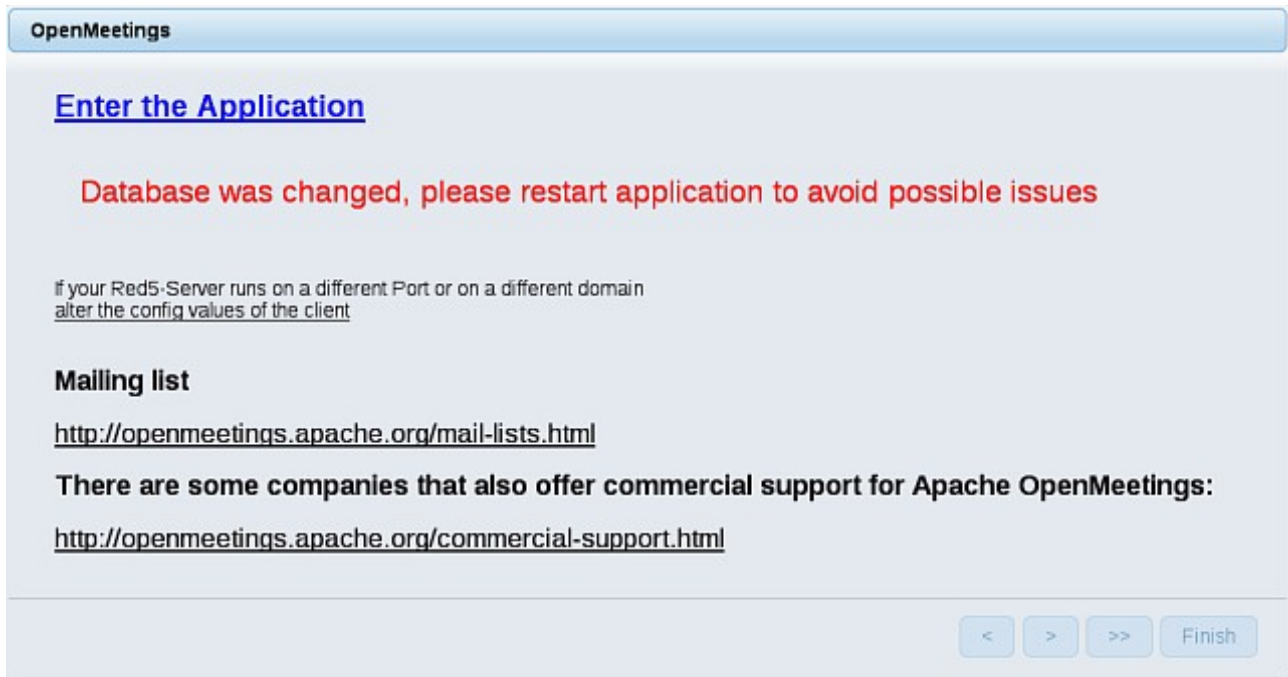 OpenMeetings
Enter the Application
Database was changed, please restart application to avoid possible issues
If your Red5-Server runs on a different Port or on a different domain
alter the config values of the client
Mailing list
http://openmeetings.apache.org/mail-lists.html
There are some companies that also offer commercial support for Apache OpenMeetings:
http://openmeetings.apache.org/commercial-support.html
< > >> Finish